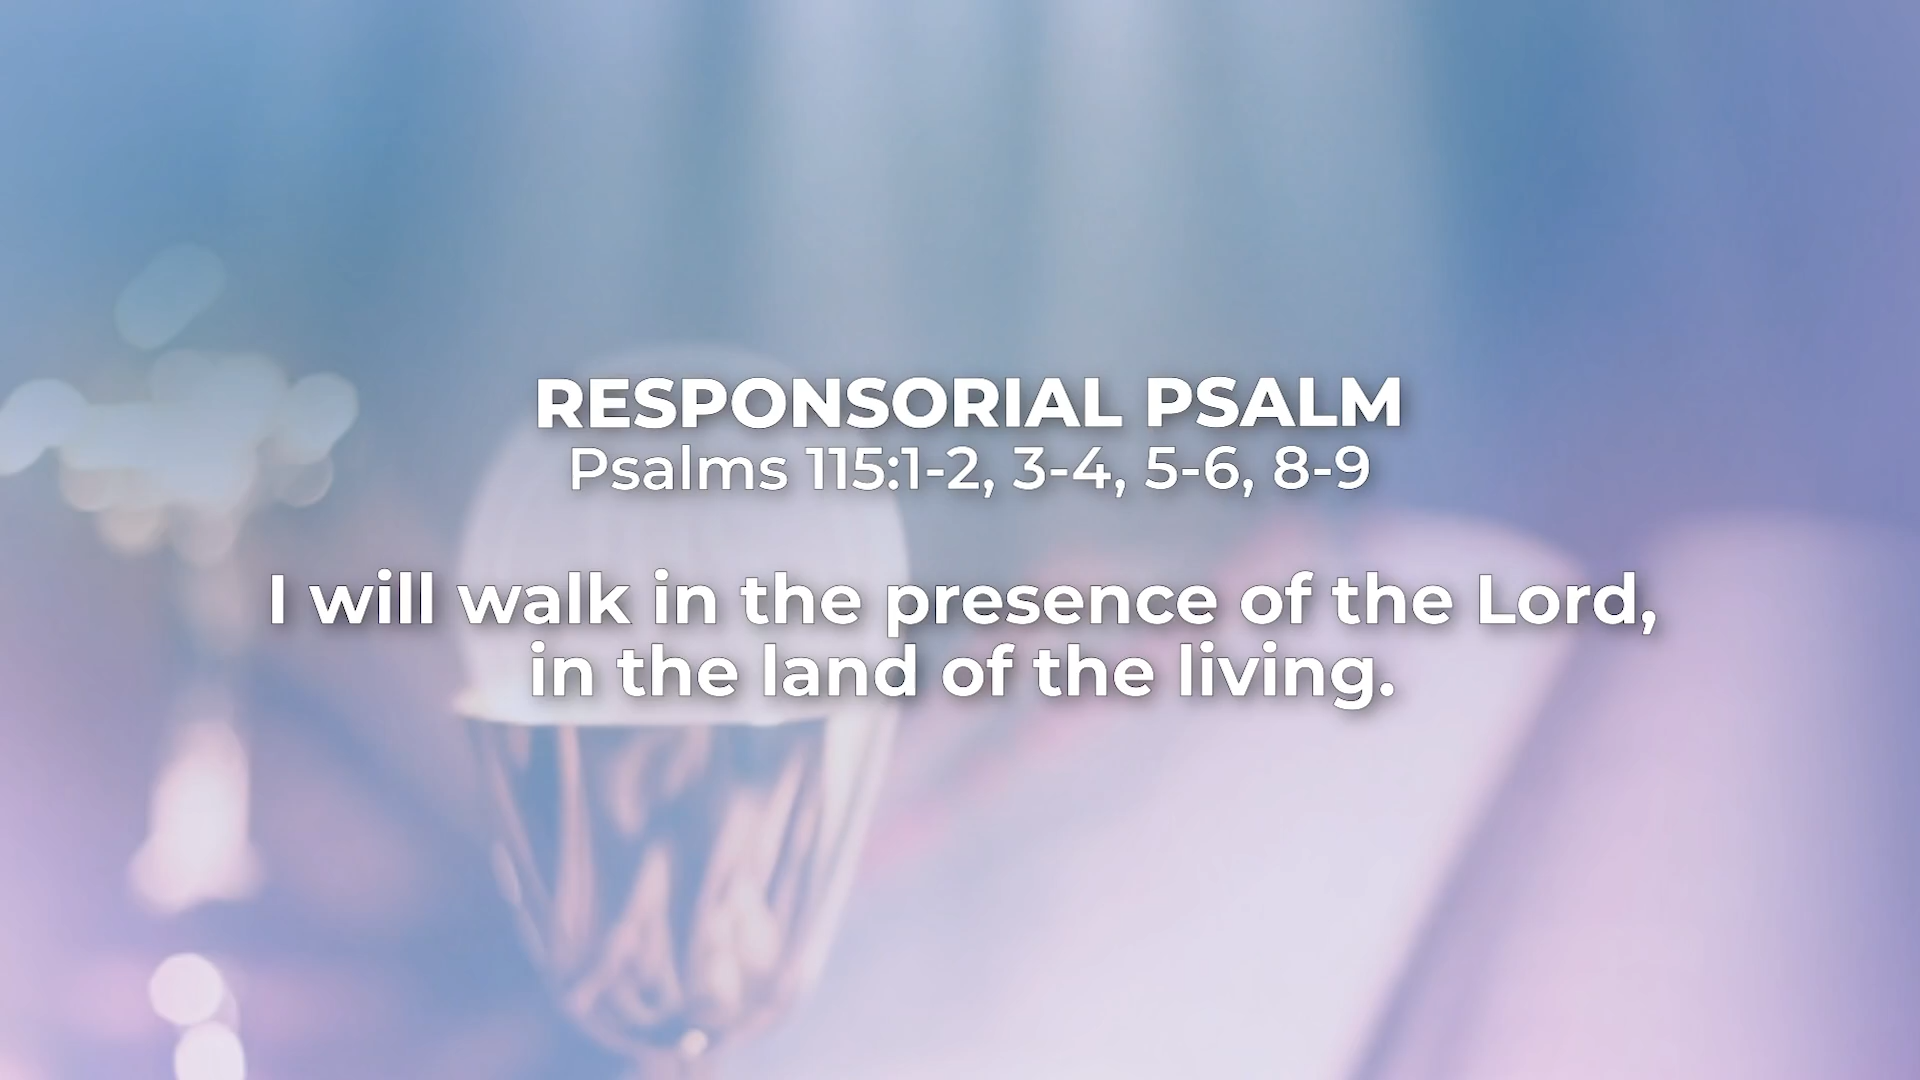 RESPONSORIAL PSALM
Psalms 115:1-2, 3-4, 5-6, 8-9
I will walk in the presence of the Lord,
in the land of the living.